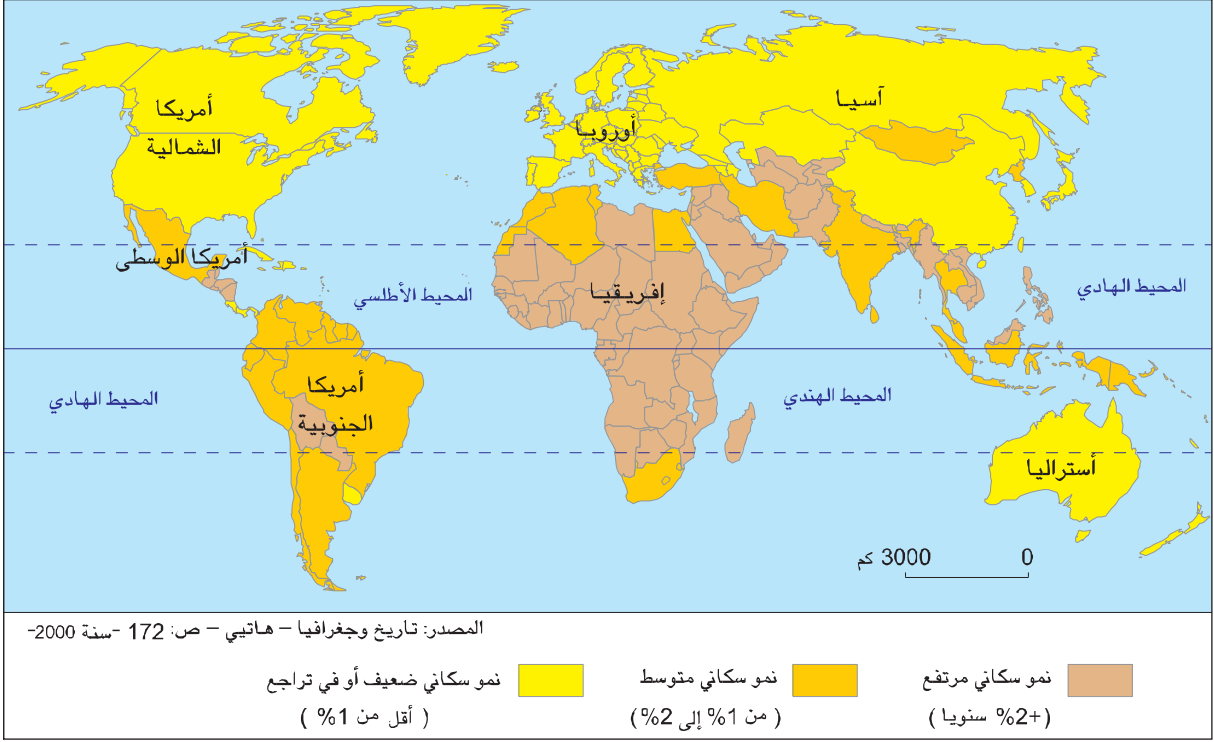 أمريكا
الشمالية
أوروبا
آسيا
أمريكا الوسطى
المحيط الأطلسي
إفريقيا
المحيط الهادي
المحيط الهادي
أمريكا
الجنوبية
المحيط الهندي
أستراليا
3000 كم 0
المصدر: تاريخ وجغرافيا – هاتيي – ص: 172 -سنة 2000-
نمو سكاني مرتفع
(+2% سنويا )
نمو سكاني متوسط
( من 1% إلى 2% )
نمو سكاني ضعيف أو في تراجع
( أقل من 1% )